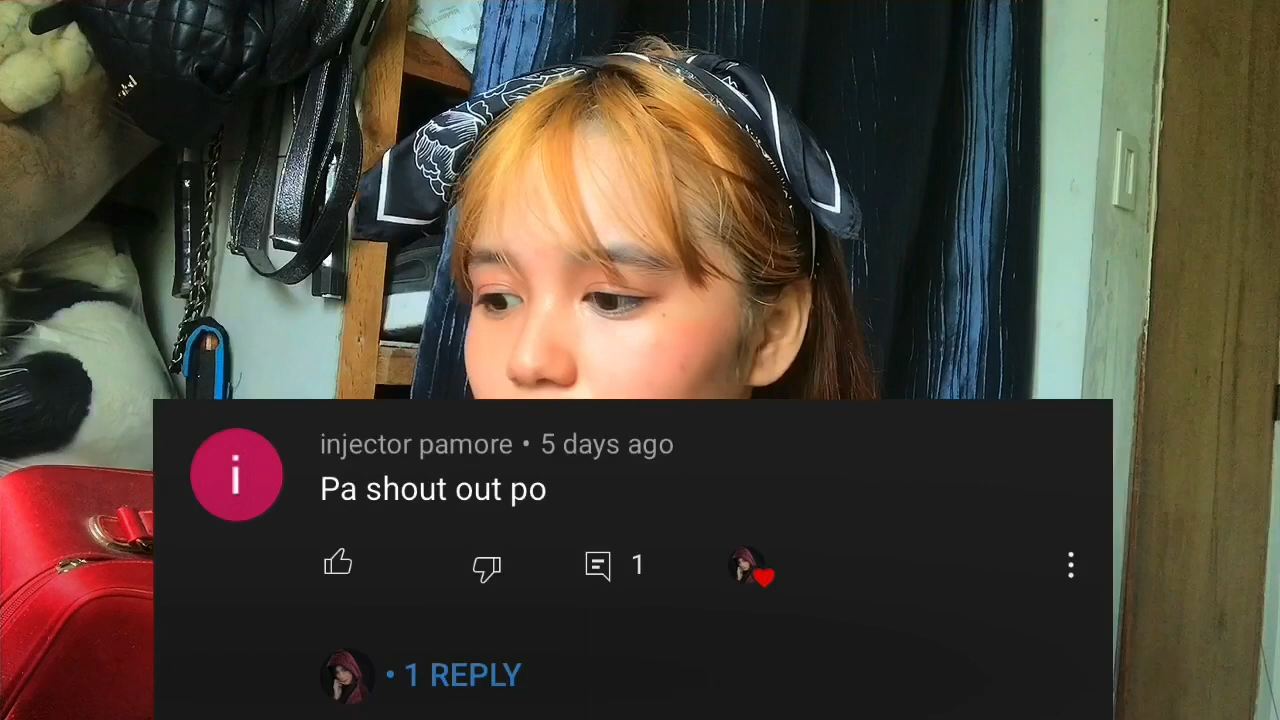 injector pamore • 5 days ago
Pa shout out po
1
• 1 REPLY